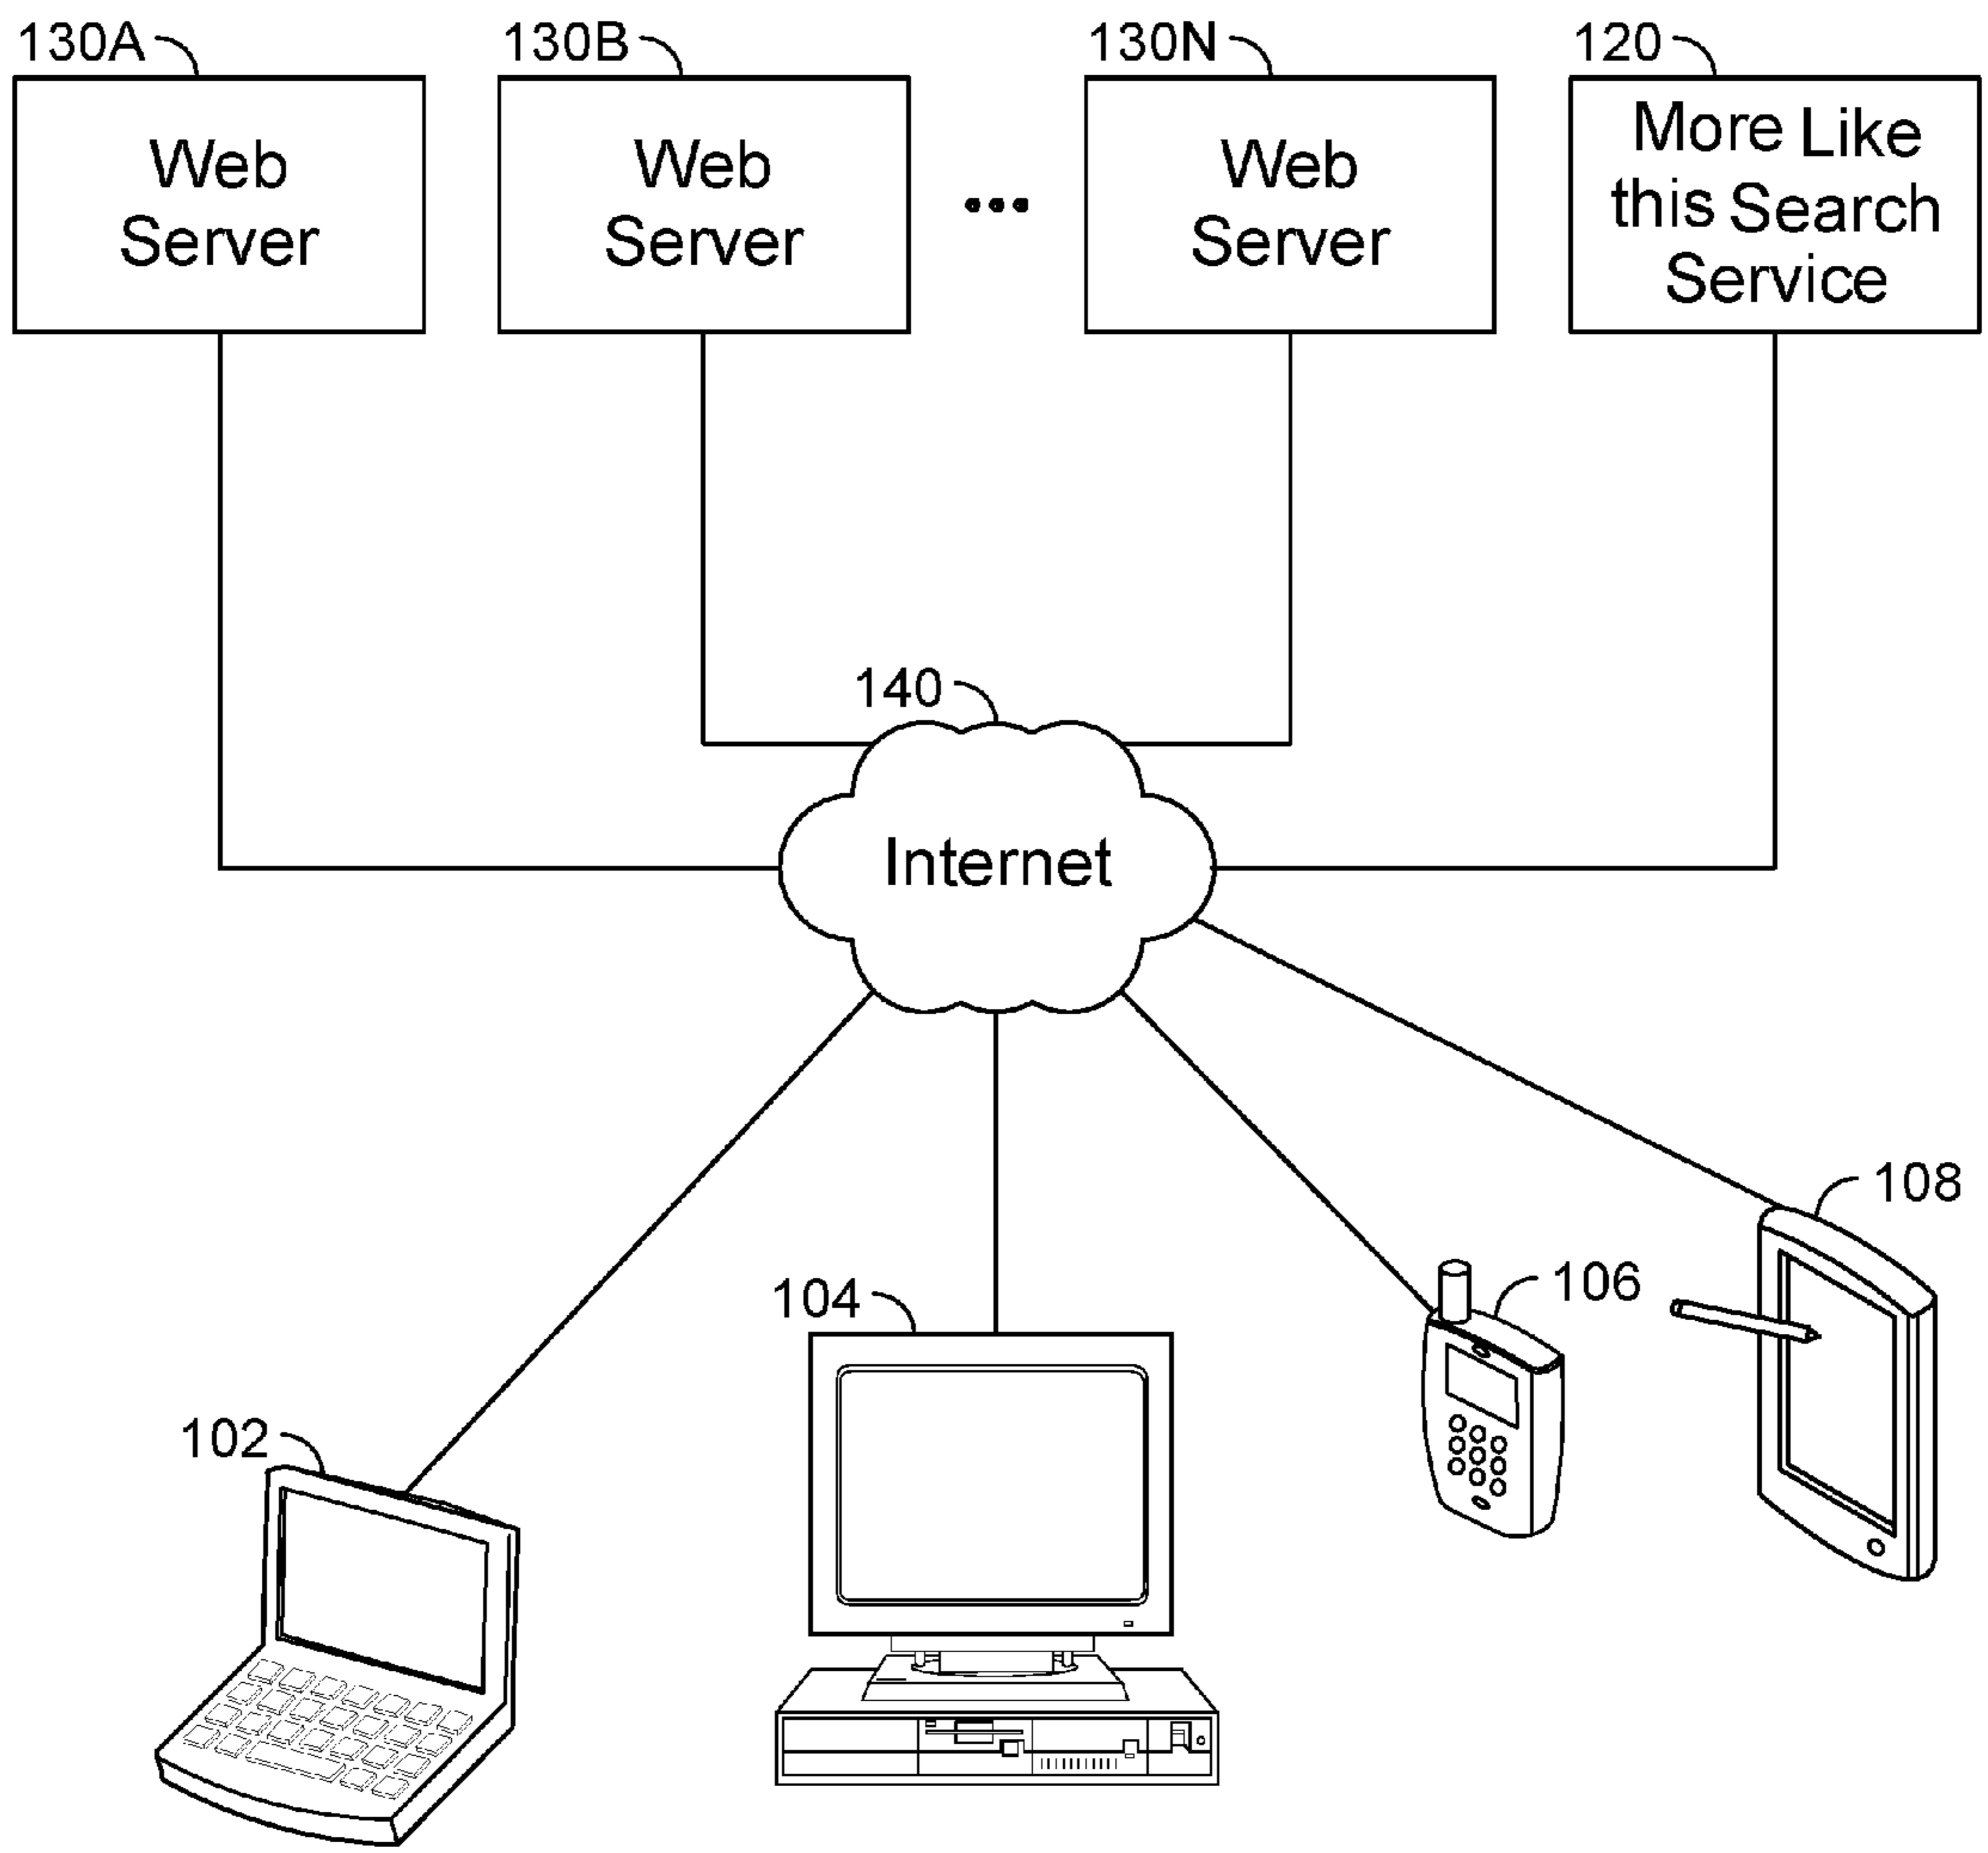 130A
130B
130N
120
Web
Server
Web
Server
...
Web
Server
More Like
this Search
Service
140
Internet
108
106
104
102